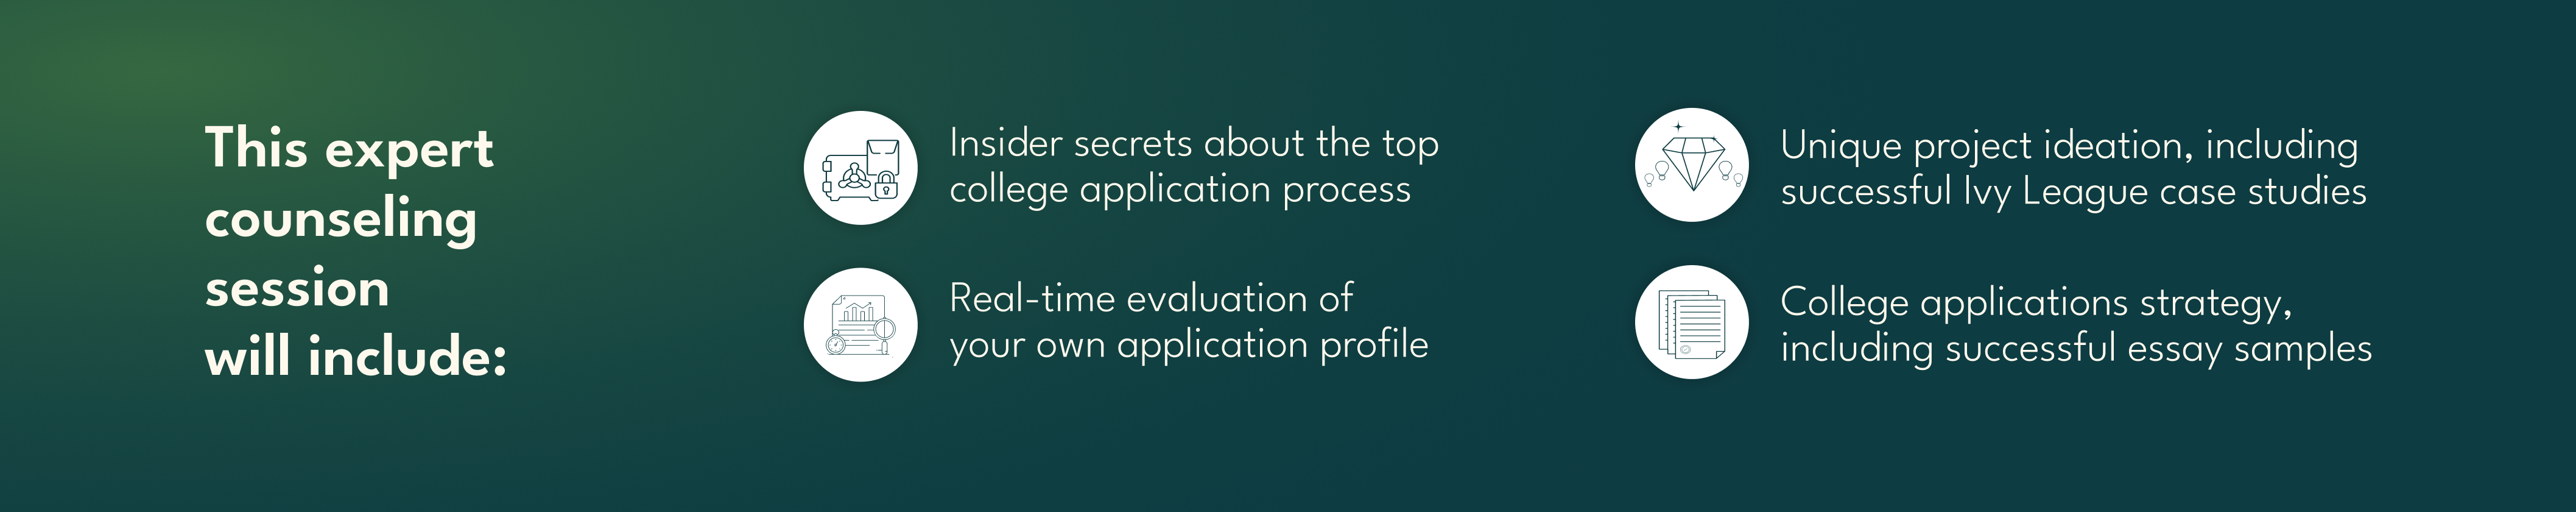 This expert
counseling
session
will include:
Insider secrets about the top
college application process
Real-time evaluation of
your own application profile
Unique project ideation, including
successful Ivy League case studies
College applications strategy,
including successful essay samples